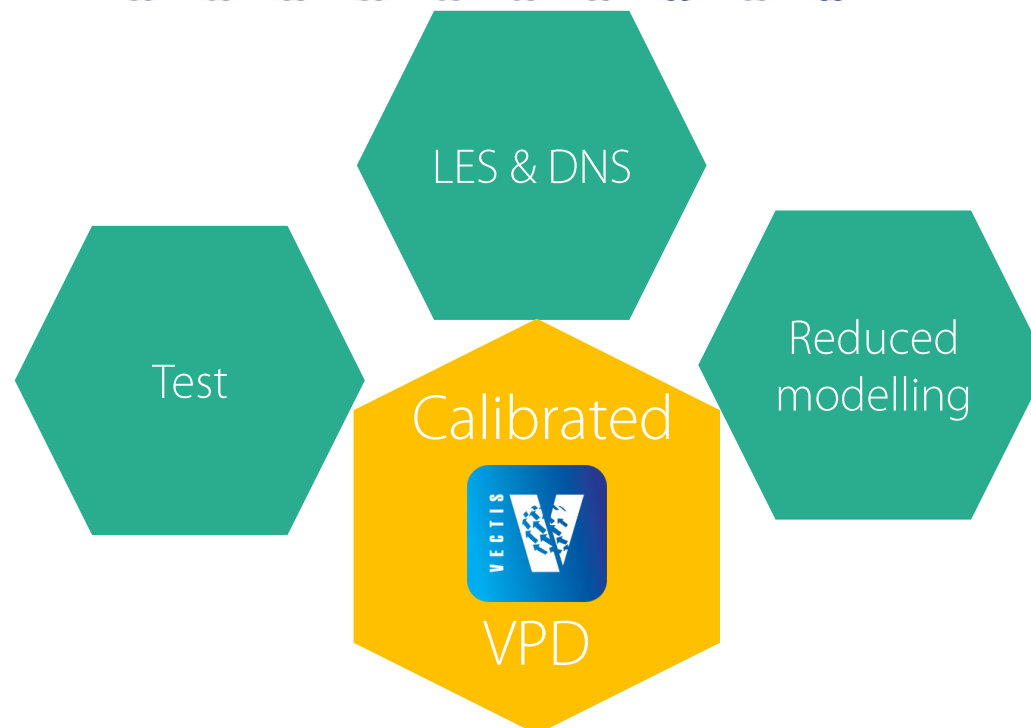 LES & DNS
Test
Reduced
modelling
Calibrated
VECTIS
VPD